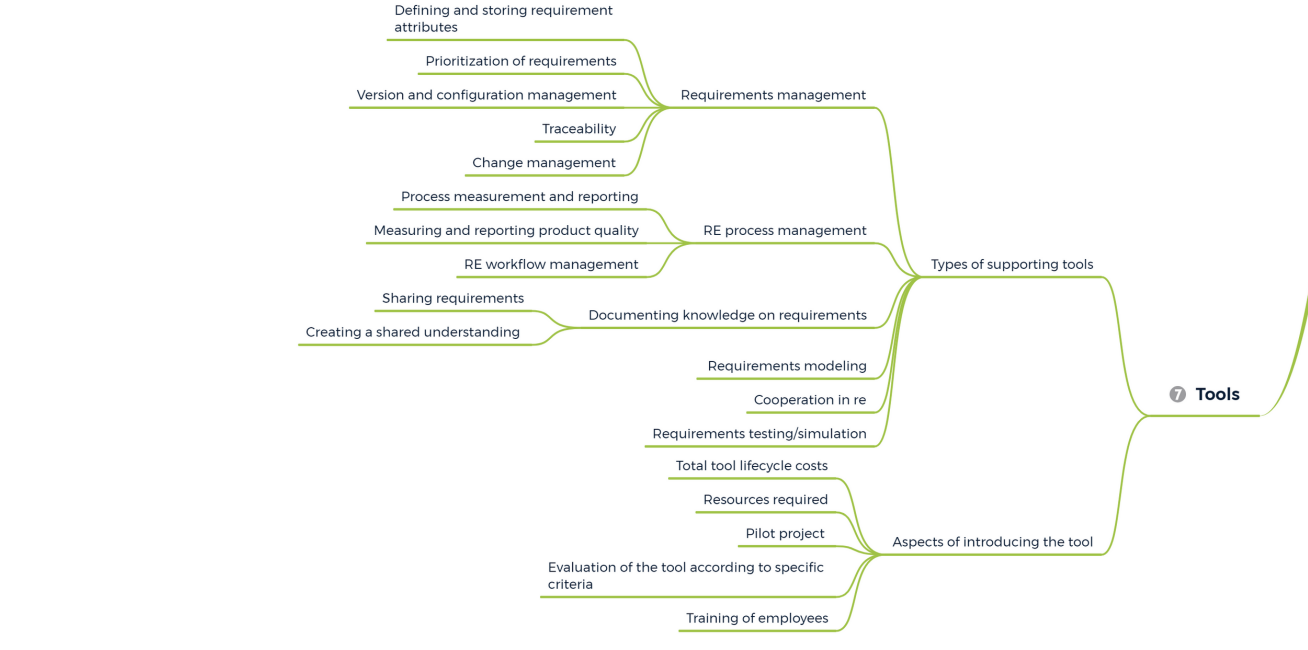 Defining and storing requirement
attributes
Prioritization of requirements
Version and configuration management
Requirements management
Traceability
Change management
Process measurement and reporting
Measuring and reporting product quality
RE process management
RE workflow management
Types of supporting tools
Sharing requirements
Documenting knowledge on requirements
Creating a shared understanding
Requirements modeling
7 Tools
Cooperation in re
Requirements testing/simulation
Total tool lifecycle costs
Resources required
Pilot project
Aspects of introducing the tool
Evaluation of the tool according to specific
criteria
Training of employees